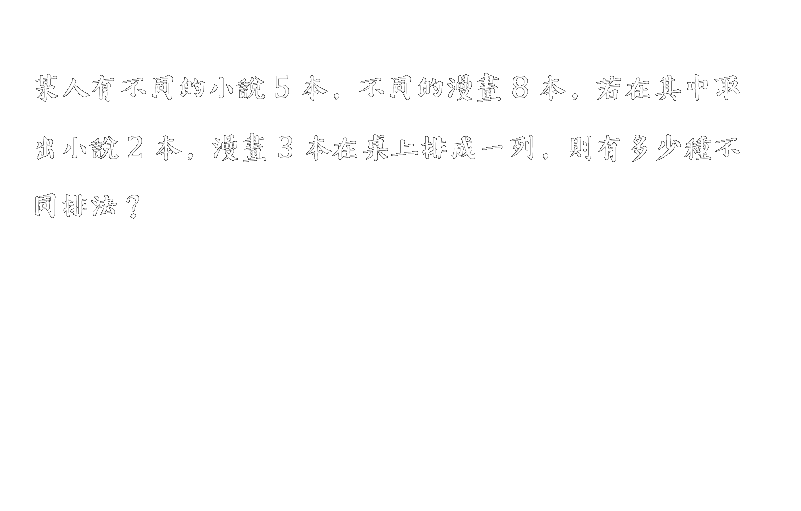 某人有不同的小說 5 本，不同的漫畫 8 本，若在其中取
出小說 2 本，漫畫 3 本在桌上排成一列，則有多少種不
同排法？